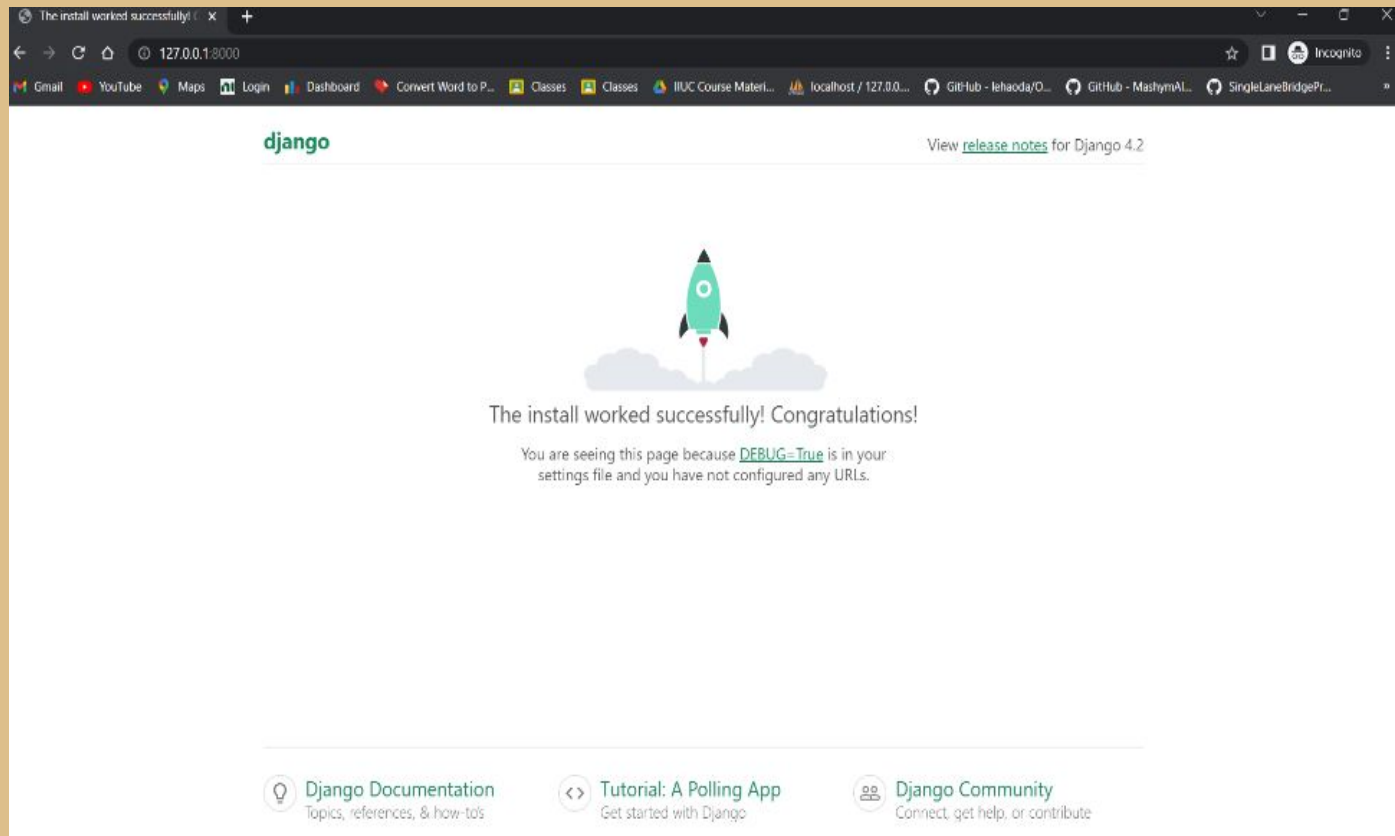 The install worked successfully! C
127.0.0.1:8000
Incognito
Gmail YouTube Maps Login Dashboard Convert Word to P... Classes Classes IIUC Course Materi... localhost / 127.0.0.... GitHub - lehaoda/O... GitHub - MashymAl... SingleLaneBridgePr... »
django
View release notes for Django 4.2
The install worked successfully! Congratulations!
You are seeing this page because DEBUG=True is in your
settings file and you have not configured any URLs.
Django Documentation
Topics, references, & how-to's
Tutorial: A Polling App
Get started with Django
Django Community
Connect, get help, or contribute